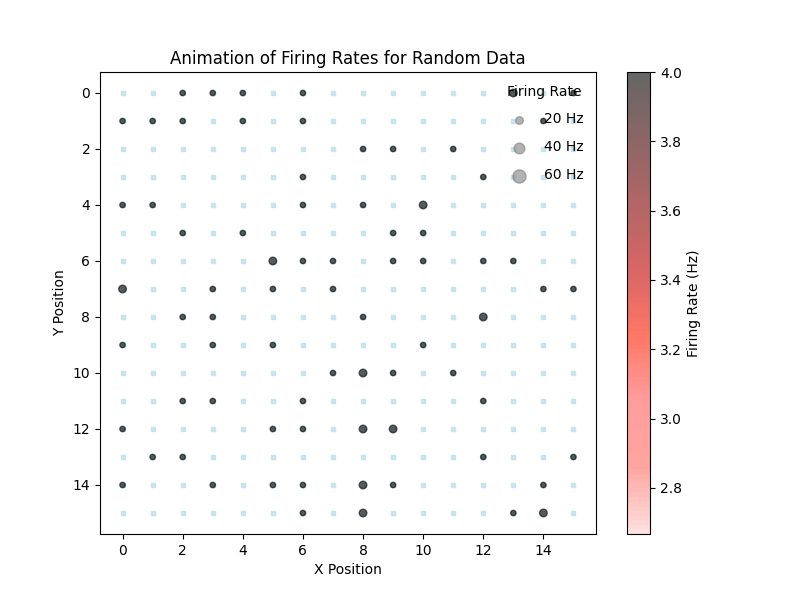 Animation of Firing Rates for Random Data
Firing Rate
20 Hz
40 Hz
60 Hz
0
2
4
6
8
10
12
14
Y Position
0 2 4 6 8 10 12 14
X Position
4.0
3.8
3.6
3.4
3.2
3.0
2.8
Firing Rate (Hz)